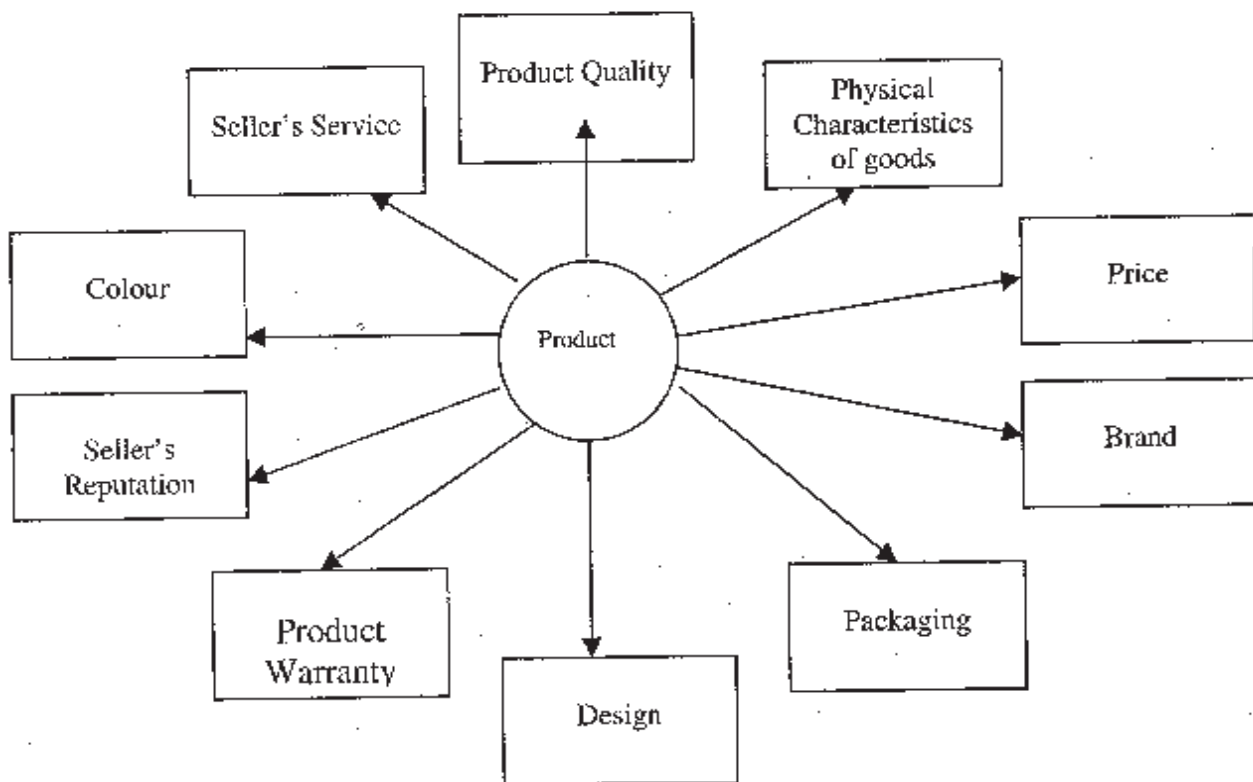 Product Quality
Physical
Characteristics
of goods
Seller's Service
Price
Colour
Product
Brand
Seller's
Reputation
Packaging
Product
Warranty
Design